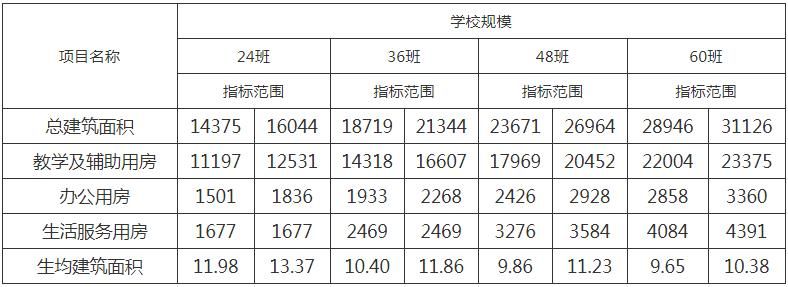 项目名称 学校规模
24班 36班 48班 60班
指标范围 指标范围 指标范围 指标范围
总建筑面积 14375 16044 18719 21344 23671 26964 28946 31126
教学及辅助用房 11197 12531 14318 16607 17969 20452 22004 23375
办公用房 1501 1836 1933 2268 2426 2928 2858 3360
生活服务用房 1677 1677 2469 2469 3276 3584 4084 4391
生均建筑面积 11.98 13.37 10.40 11.86 9.86 11.23 9.65 10.38